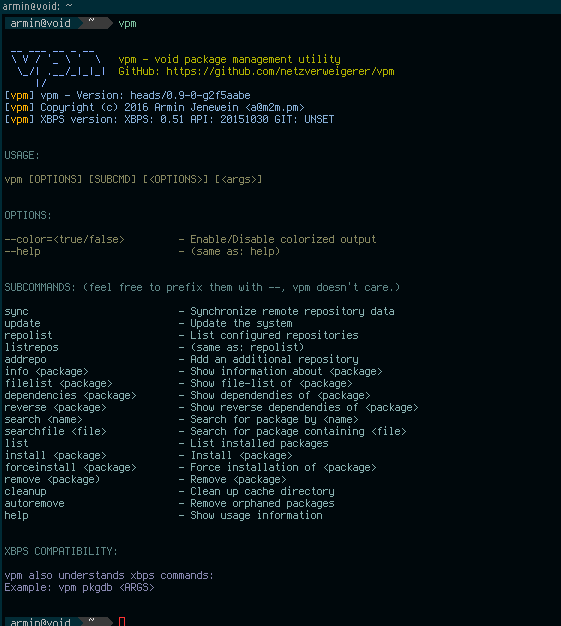 armin@void: ~
armin@void ~ vpm
vpm - void package management utility
GitHub: https://github.com/netzverweigerer/vpm
[vpm] vpm - Version: heads/0.9-0-g2f5aabe
[vpm] Copyright (c) 2016 Armin Jenewein <a@m2m.pm>
[vpm] XBPS version: XBPS: 0.51 API: 20151030 GIT: UNSET
USAGE:
vpm [OPTIONS] [SUBCMD] [<OPTIONS>] [<args>]
OPTIONS:
--color=<true/false> - Enable/Disable colorized output
--help - (same as: help)
SUBCOMMANDS: (feel free to prefix them with --, vpm doesn't care.)
sync - Synchronize remote repository data
update - Update the system
repolist - List configured repositories
listrepos - (same as: repolist)
addrepo - Add an additional repository
info <package> - Show information about <package>
filelist <package> - Show file-list of <package>
dependencies <package> - Show dependendies of <package>
reverse <package> - Show reverse dependendies of <package>
search <name> - Search for package by <name>
searchfile <file> - Search for package containing <file>
list - List installed packages
install <package> - Install <package>
forceinstall <package> - Force installation of <package>
remove <package) - Remove <package>
cleanup - Clean up cache directory
autoremove - Remove orphaned packages
help - Show usage information
XBPS COMPATIBILITY:
vpm also understands xbps commands:
Example: vpm pkgdb <ARGS>
armin@void ~